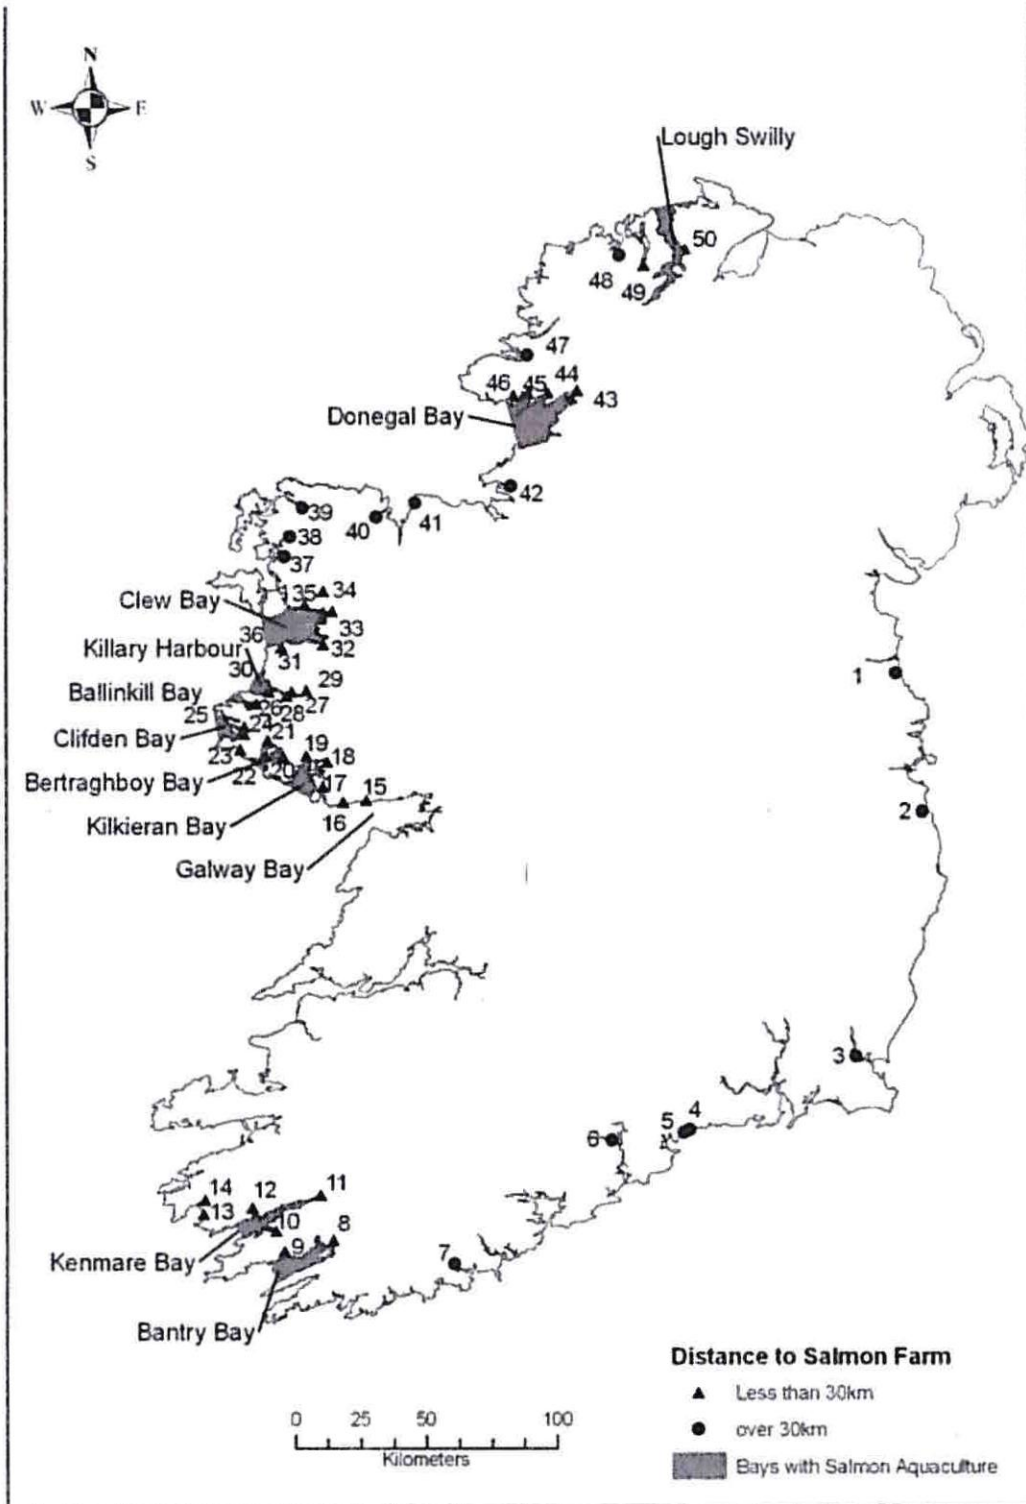 N
W E
S
Lough Swilly
50
48
49
47
46 45 44
43
Donegal Bay
42
39
40 41
38
37
35 34
Clew Bay
33
36
32
Killary Harbour
31
30
29
Ballinkill Bay
27
26
28
25
24
21
Clifden Bay
19
18
23
20
22
17
Bertraghboy Bay
15
16
Kilkieran Bay
Galway Bay
1
2
3
4
5
6
14
12
11
13
10
8
9
7
Kenmare Bay
Bantry Bay
Distance to Salmon Farm
Less than 30km
over 30km
Bays with Salmon Aquaculture
0 25 50 100
Kilometers